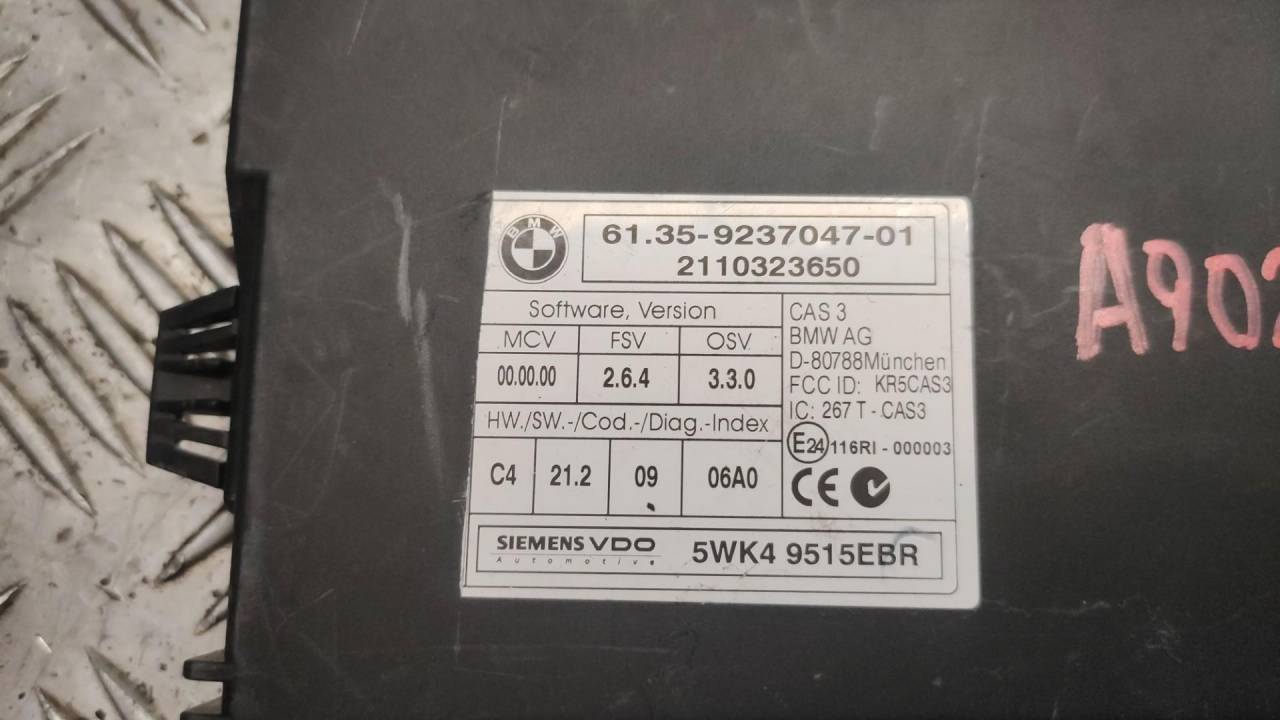 BMW
61.35-9237047-01
2110323650
Software, Version
MCV FSV OSV
00.00.00 2.6.4 3.3.0
HW./SW.-/Cod.-/Diag.-Index
C4 21.2 09 06A0
CAS 3
BMW AG
D-80788München
FCC ID: KR5CAS3
IC: 267 T - CAS3
E24 116RI - 000003
CE
SIEMENS VDO
Automotive
5WK4 9515EBR